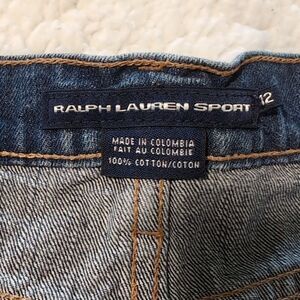 RALPH LAUREN SPORT 12
MADE IN COLOMBIA
FAIT AU COLOMBIE
100% COTTON/COTON